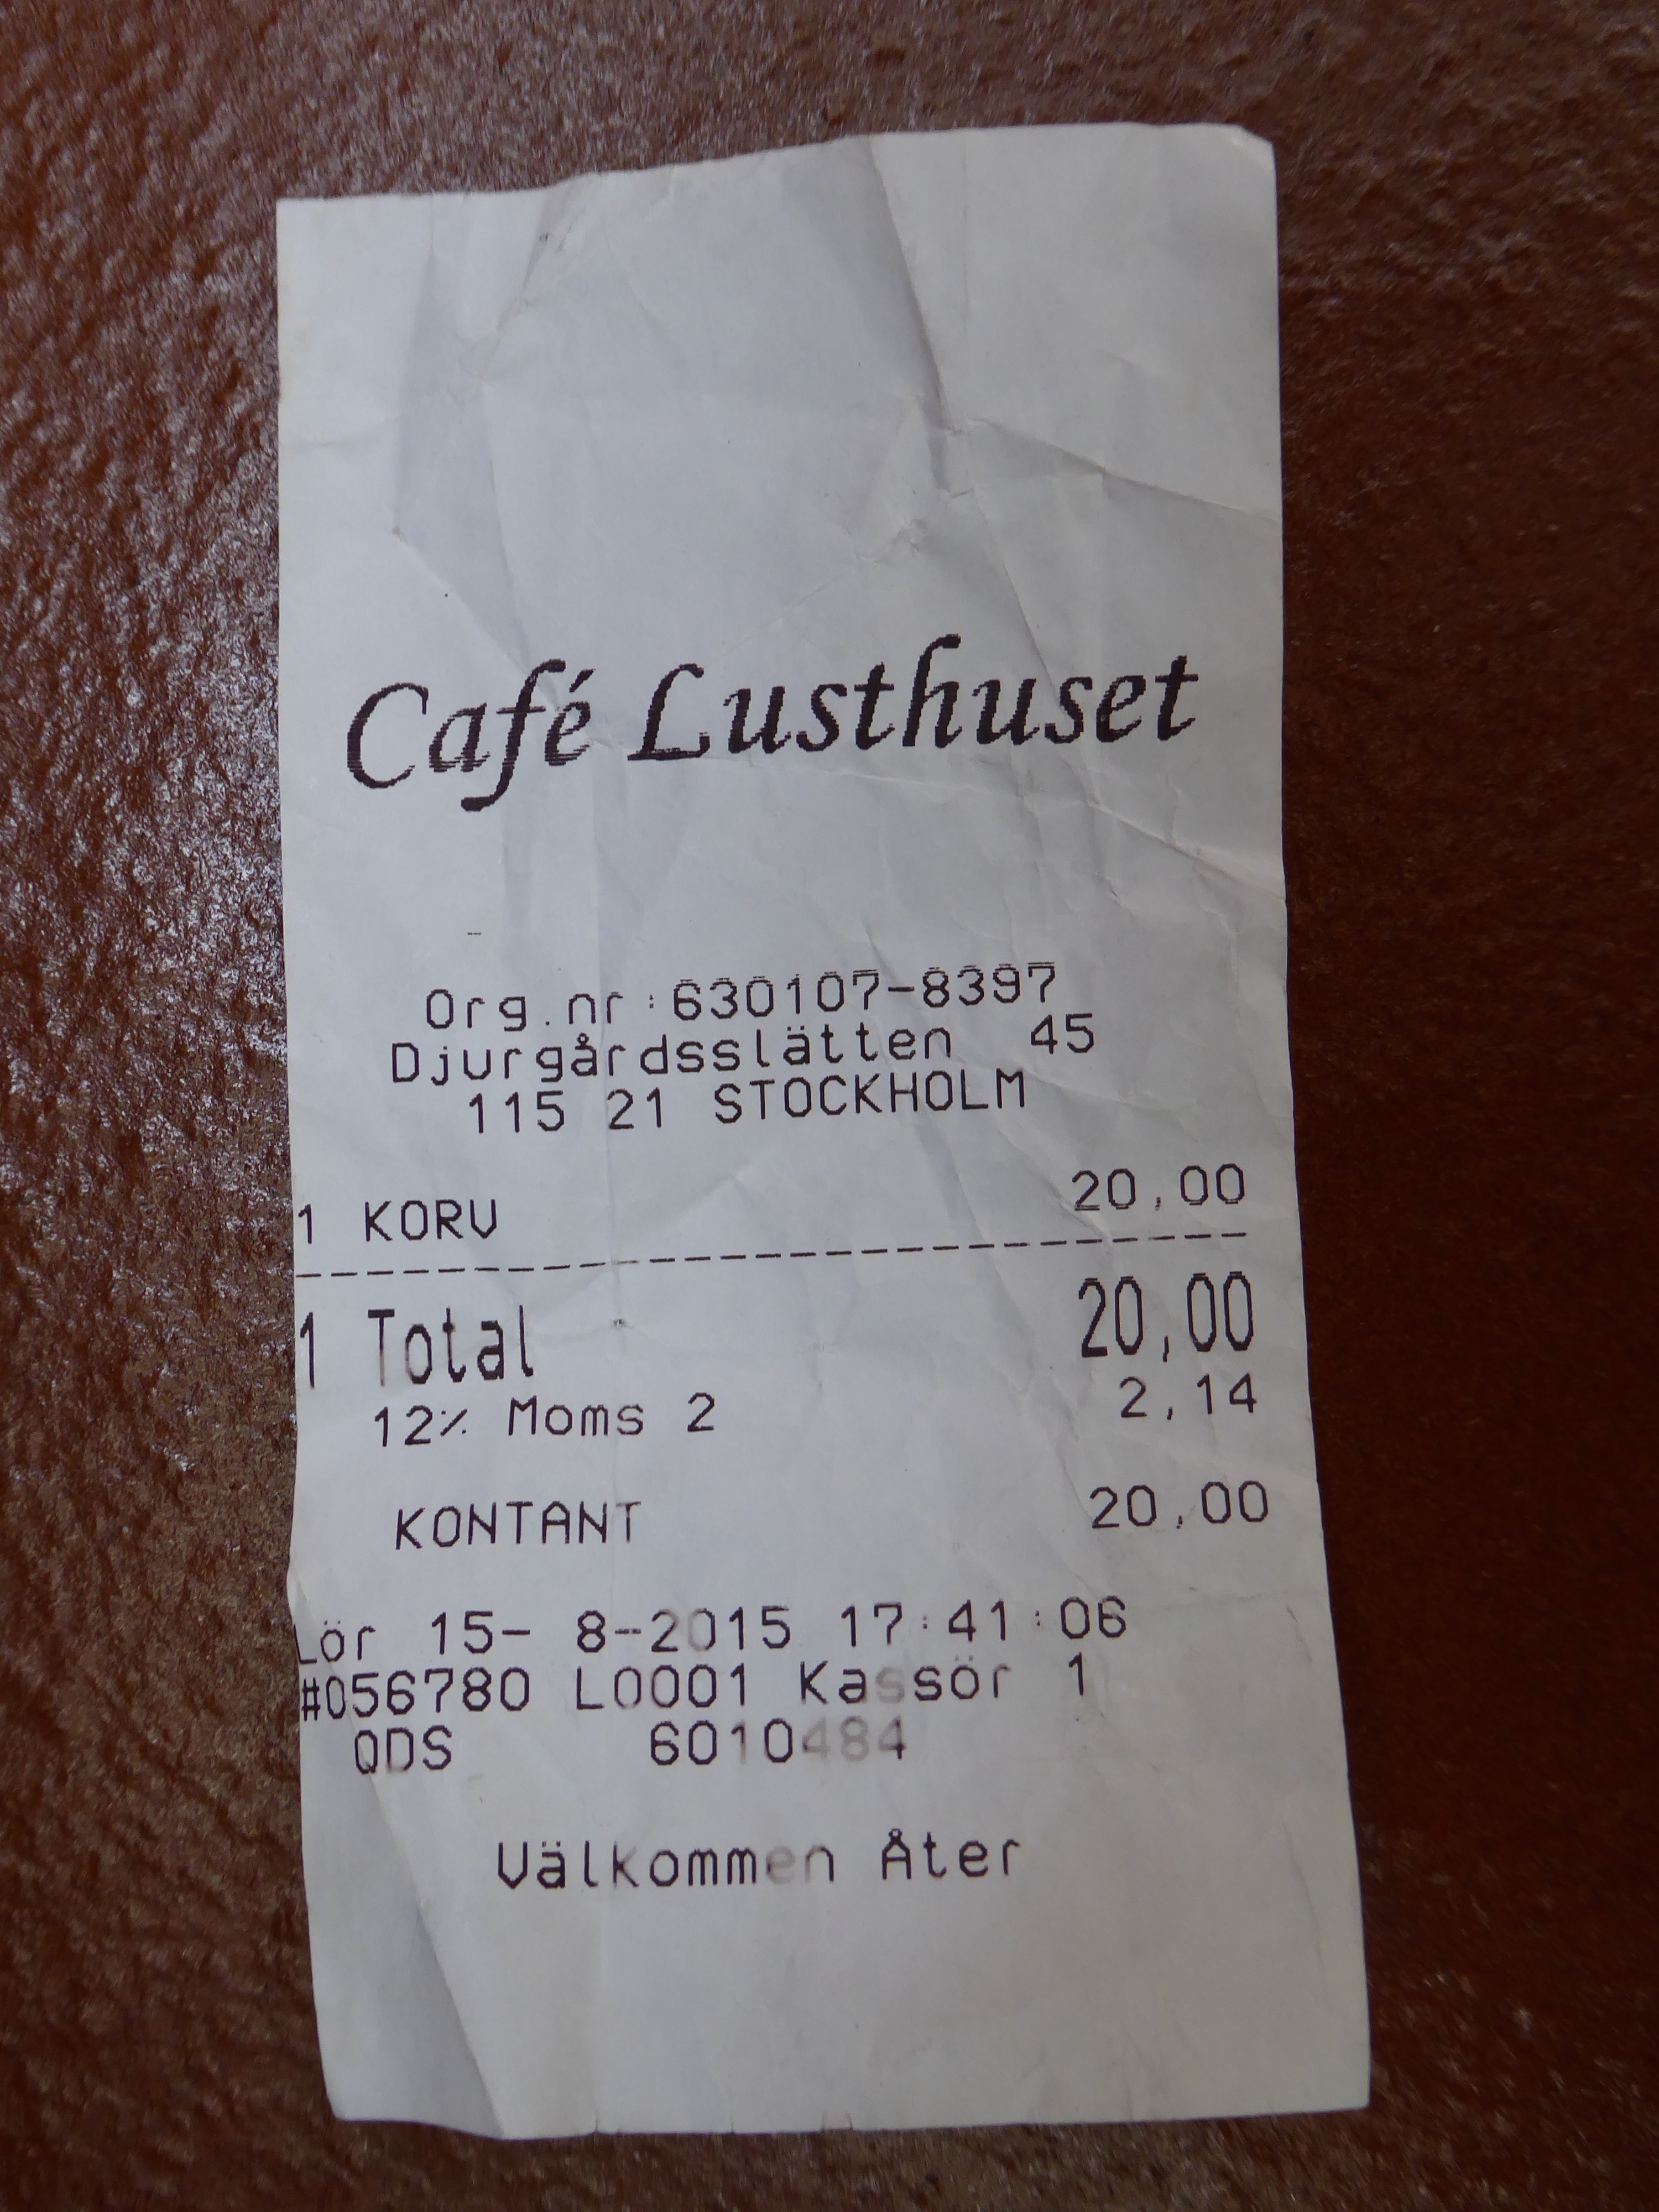 Café Lusthuset
Org.nr:630107-8397
Djurgårdsslätten 45
115 21 STOCKHOLM
1 KORV 20,00
1 Total 20,00
12% Moms 2 2,14
KONTANT 20,00
Lör 15- 8-2015 17:41:06
#056780 L0001 Kassör 1
QDS 6010484
Välkommen Åter